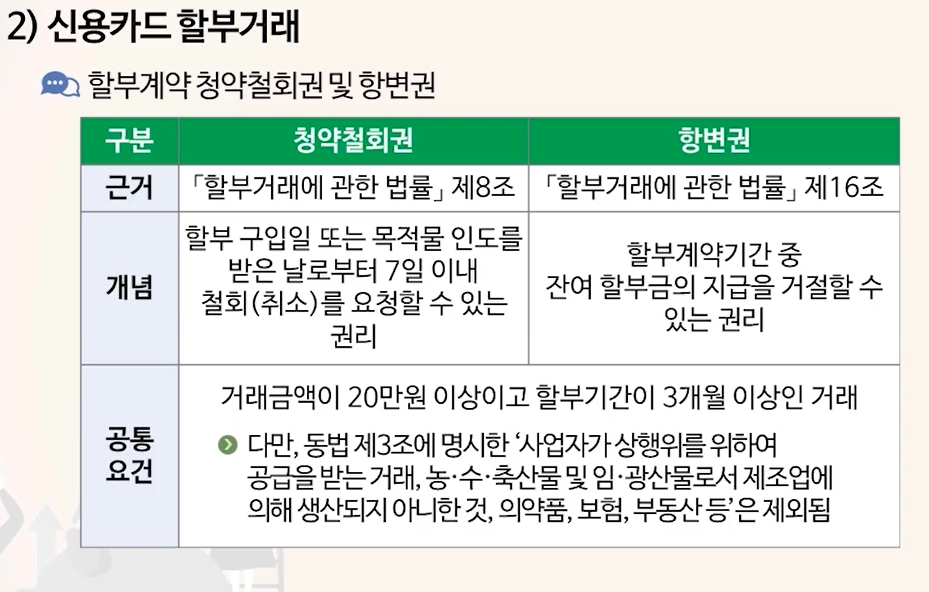 2) 신용카드 할부거래
할부계약 청약철회권 및 항변권
구분
청약철회권
항변권
근거
「할부거래에 관한 법률」 제8조
「할부거래에 관한 법률」 제16조
개념
할부 구입일 또는 목적물 인도를
받은 날로부터 7일 이내
철회(취소)를 요청할 수 있는
권리
할부계약기간 중
잔여 할부금의 지급을 거절할 수
있는 권리
공통
요건
거래금액이 20만원 이상이고 할부기간이 3개월 이상인 거래
다만, 동법 제3조에 명시한 '사업자가 상행위를 위하여
공급을 받는 거래, 농·수·축산물 및 임·광산물로서 제조업에
의해 생산되지 아니한 것, 의약품, 보험, 부동산 등'은 제외됨